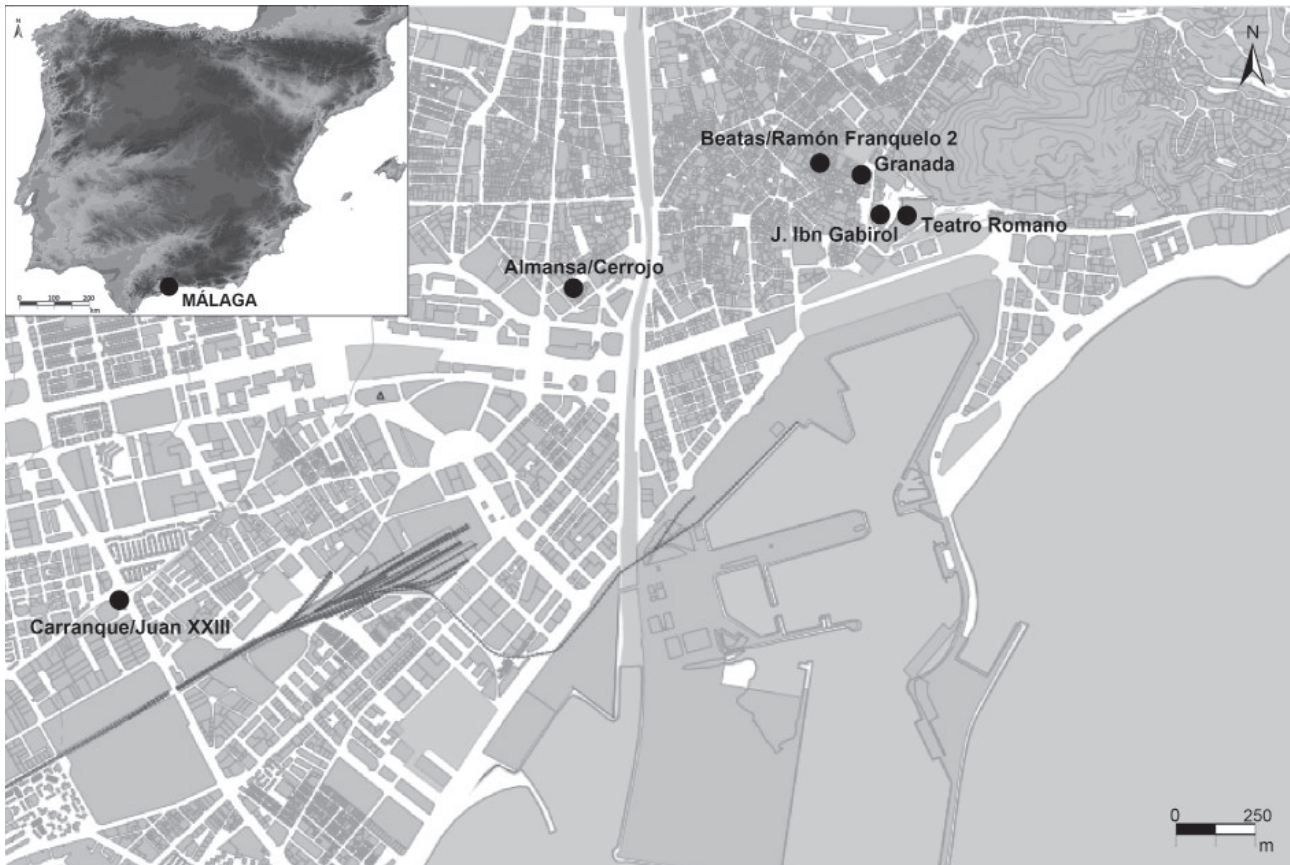 N
0 50 100 200
km
MÁLAGA
N
Beatas/Ramón Franquelo 2
Granada
J. Ibn Gabirol
Teatro Romano
Almansa/Cerrojo
Carranque/Juan XXIII
0 250
m